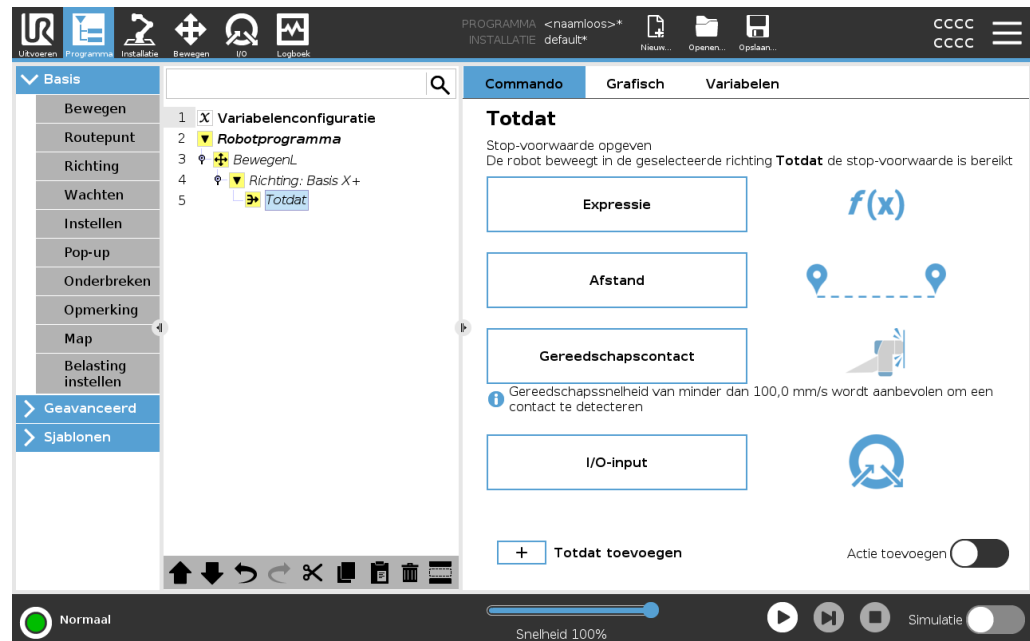 PROGRAMMA <naamloos>*
INSTALLATIE default*
Uitvoeren
Programma
Installatie
Bewegen
I/O
Logboek
Nieuw...
Openen...
Opslaan...
cccc
cccc
Basis
Bewegen
Routepunt
Richting
Wachten
Instellen
Pop-up
Onderbreken
Opmerking
Map
Belasting
instellen
Geavanceerd
Sjablonen
1 X Variabelenconfiguratie
2 Robotprogramma
3 BewegenL
4 Richting: Basis X+
5 Totdat
Commando
Grafisch
Variabelen
Totdat
Stop-voorwaarde opgeven
De robot beweegt in de geselecteerde richting Totdat de stop-voorwaarde is bereikt
Expressie
f(x)
Afstand
Gereedschapscontact
Gereedschapssnelheid van minder dan 100,0 mm/s wordt aanbevolen om een
contact te detecteren
I/O-input
+ Totdat toevoegen
Actie toevoegen
Normaal
Snelheid 100%
Simulatie